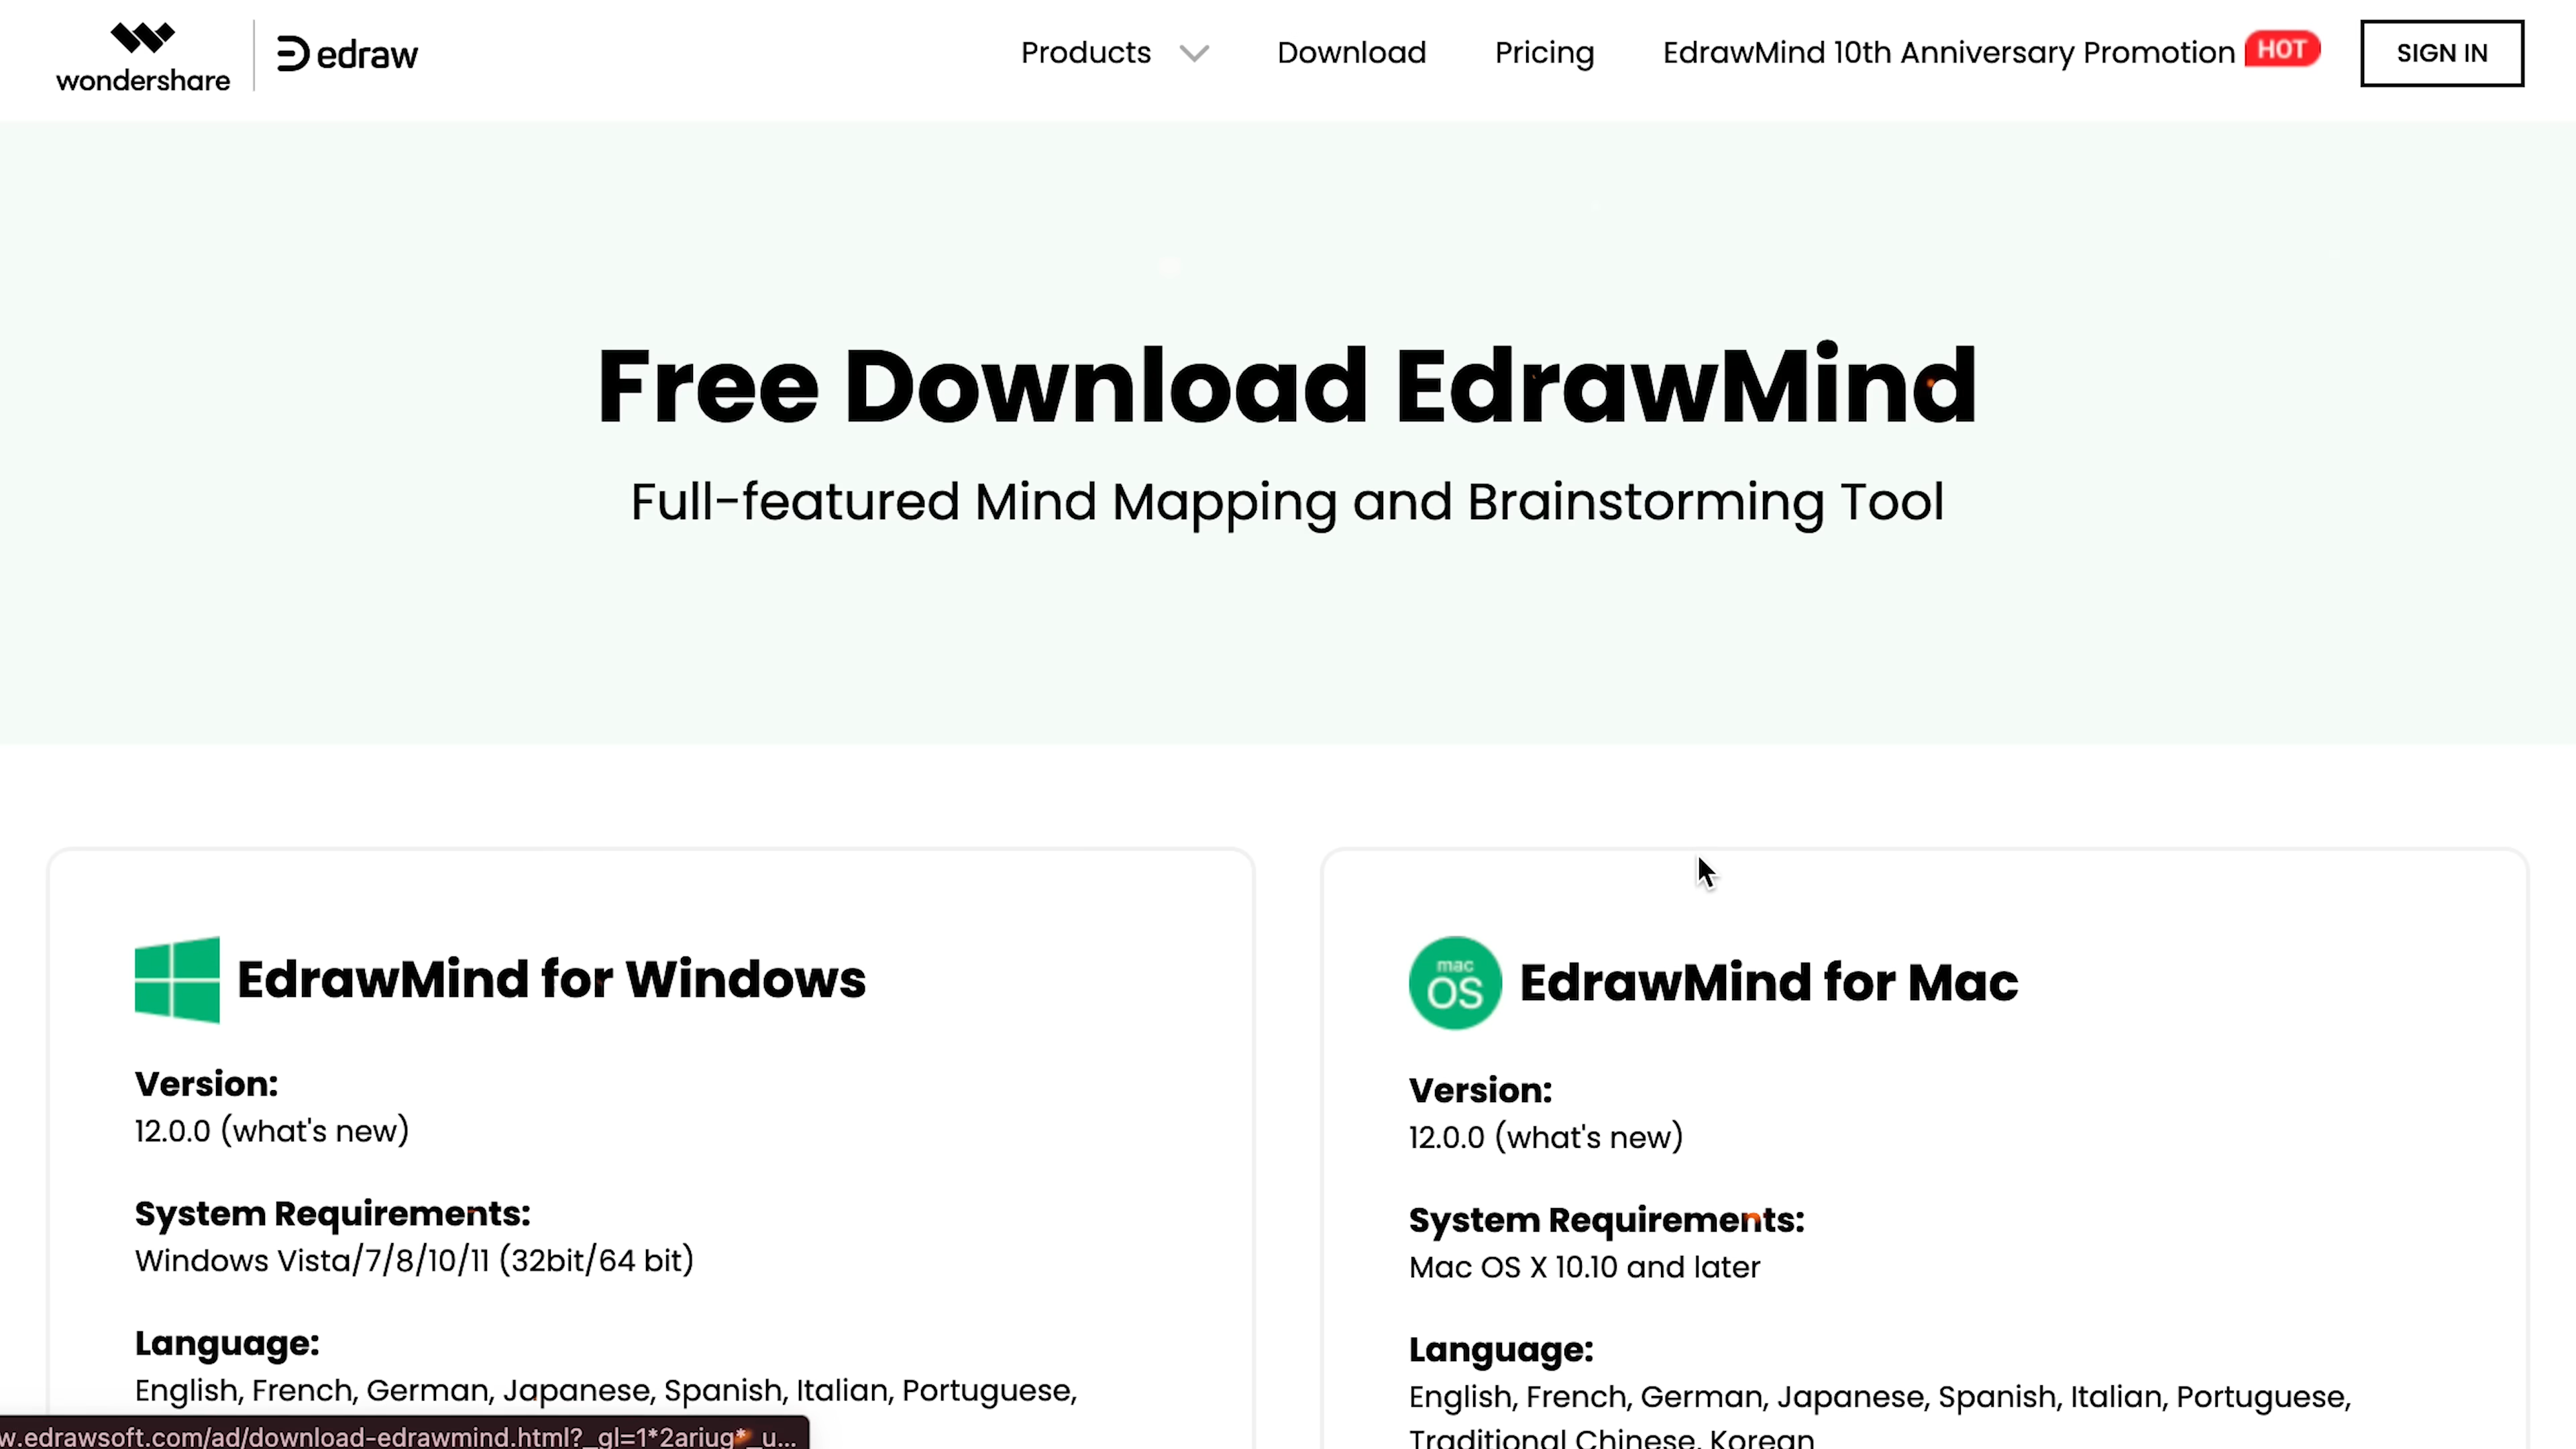 wondershare edraw Products Download Pricing EdrawMind 10th Anniversary Promotion HOT SIGN IN
Free Download EdrawMind
Full-featured Mind Mapping and Brainstorming Tool
EdrawMind for Windows
Version:
12.0.0 (what's new)
System Requirements:
Windows Vista/7/8/10/11 (32bit/64 bit)
Language:
English, French, German, Japanese, Spanish, Italian, Portuguese,
mac
OS
EdrawMind for Mac
Version:
12.0.0 (what's new)
System Requirements:
Mac OS X 10.10 and later
Language:
English, French, German, Japanese, Spanish, Italian, Portuguese,
Traditional Chinese, Korean
w.edrawsoft.com/ad/download-edrawmind.html?_gl=1*2ariug*_u...